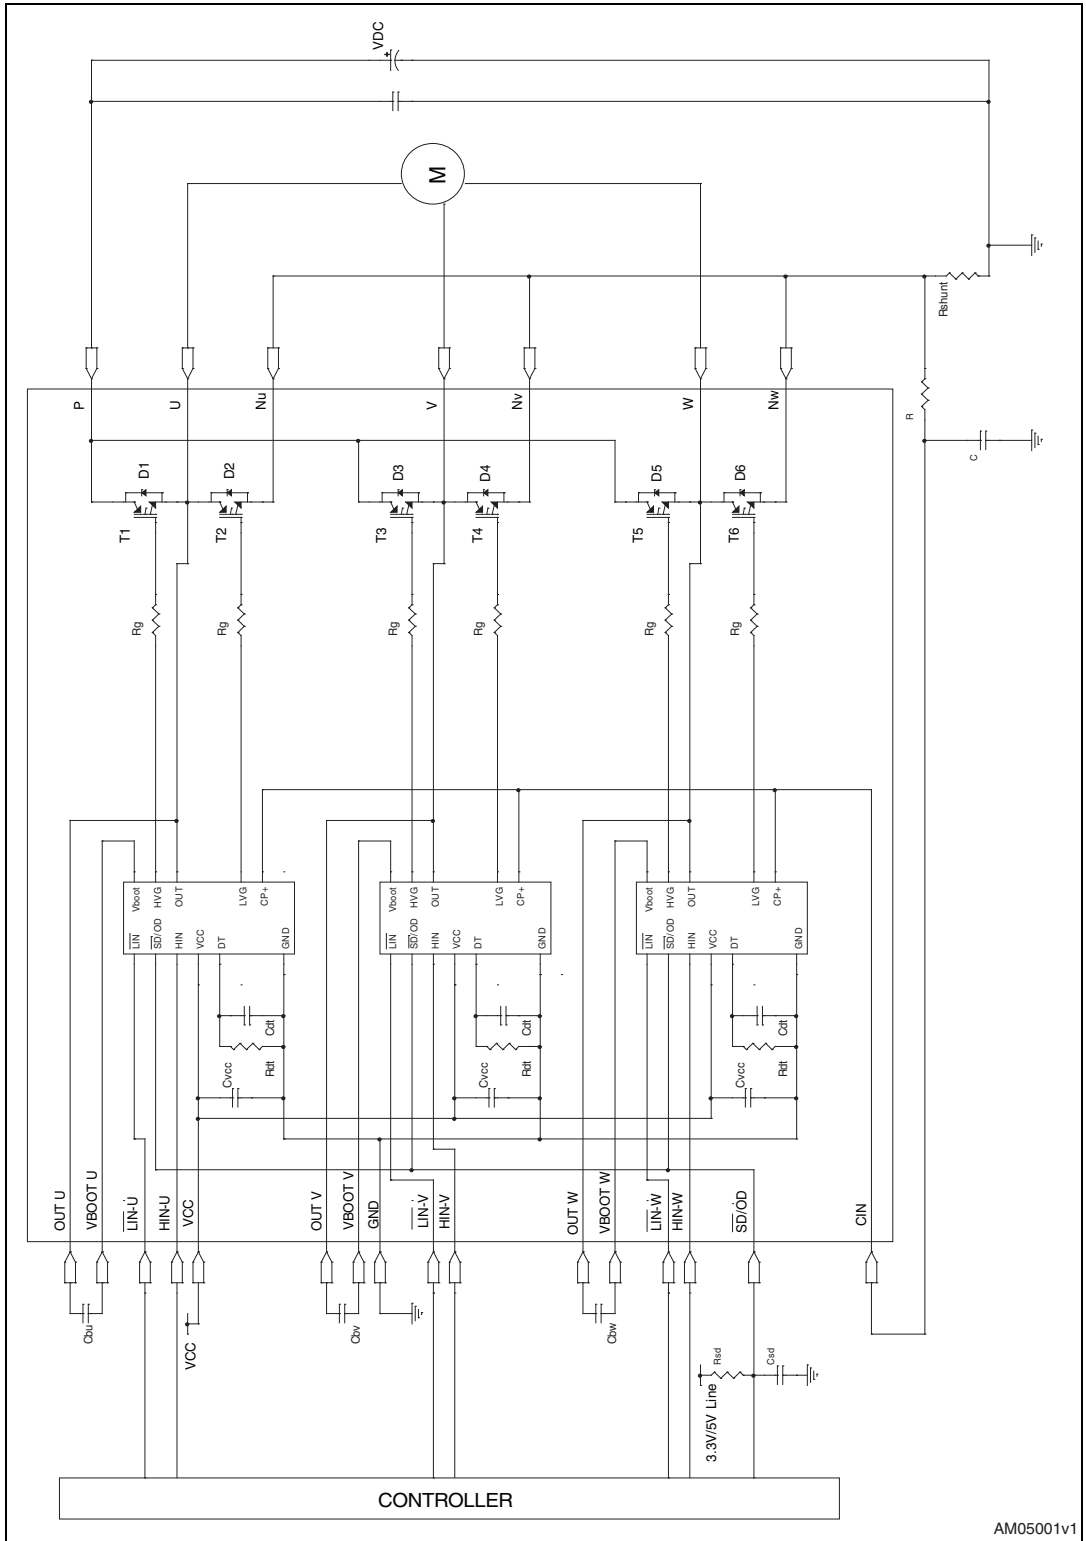 VDC
M
Rshunt
P
U
Nu
V
Nv
W
Nw
R
C
D1
D2
D3
D4
D5
D6
T1
T2
T3
T4
T5
T6
Rg
Rg
Rg
Rg
Rg
Rg
Vboot
HVG
OUT
LVG
CP+
LIN
SD/OD
HIN
VCC
DT
GND
Vboot
HVG
OUT
LVG
CP+
LIN
SD/OD
HIN
VCC
DT
GND
Vboot
HVG
OUT
LVG
CP+
LIN
SD/OD
HIN
VCC
DT
GND
Cdt
Rdt
Cvcc
Cdt
Rdt
Cvcc
Cdt
Rdt
Cvcc
OUT U
VBOOT U
LIN-U
HIN-U
VCC
OUT V
VBOOT V
GND
LIN-V
HIN-V
OUT W
VBOOT W
LIN-W
HIN-W
SD/OD
CIN
Cbu
VCC
Cbv
Cbw
Rsd
Csd
3.3V/5V Line
CONTROLLER
AM05001v1